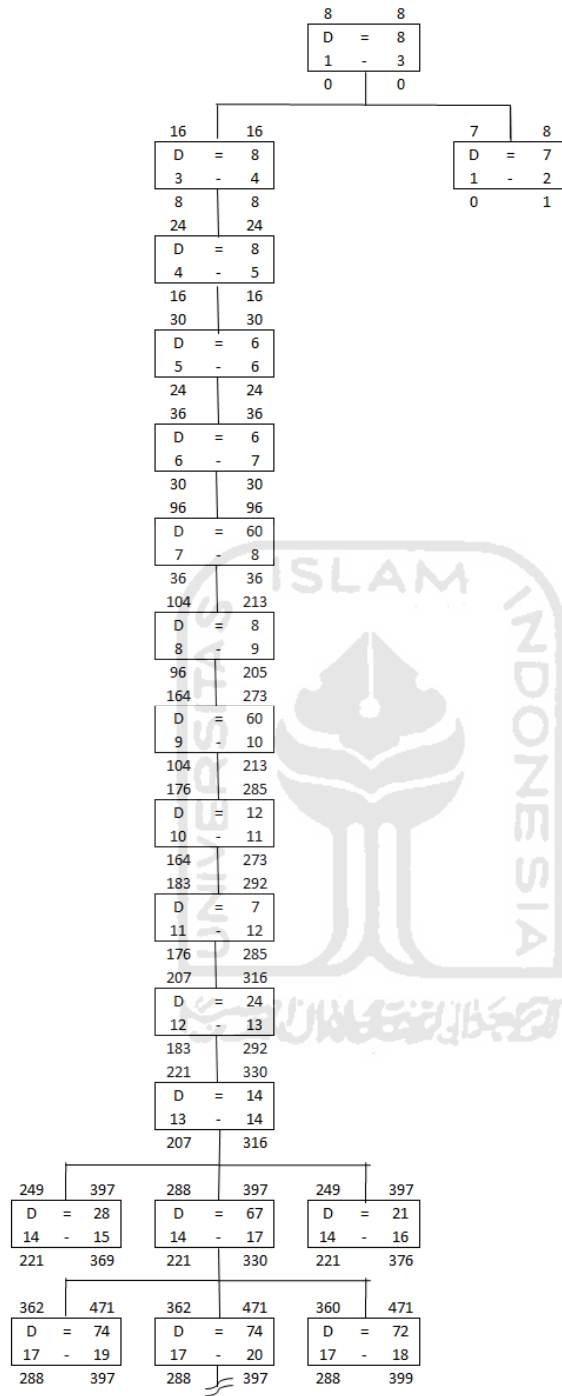 8 8
D = 8
1 - 3
0 0
16 16 7 8
D = 8 D = 7
3 - 4 1 - 2
8 8 0 1
24 24
D = 8
4 - 5
16 16
30 30
D = 6
5 - 6
24 24
36 36
D = 6
6 - 7
30 30
96 96
D = 60
7 - 8
36 36
104 213
D = 8
8 - 9
96 205
164 273
D = 60
9 - 10
104 213
176 285
D = 12
10 - 11
164 273
183 292
D = 7
11 - 12
176 285
207 316
D = 24
12 - 13
183 292
221 330
D = 14
13 - 14
207 316
249 397 288 397 249 397
D = 28 D = 67 D = 21
14 - 15 14 - 17 14 - 16
221 369 221 330 221 376
362 471 362 471 360 471
D = 74 D = 74 D = 72
17 - 19 17 - 20 17 - 18
288 397 288 397 288 399
UNIVERSITAS
ISLAM
INDONESIA